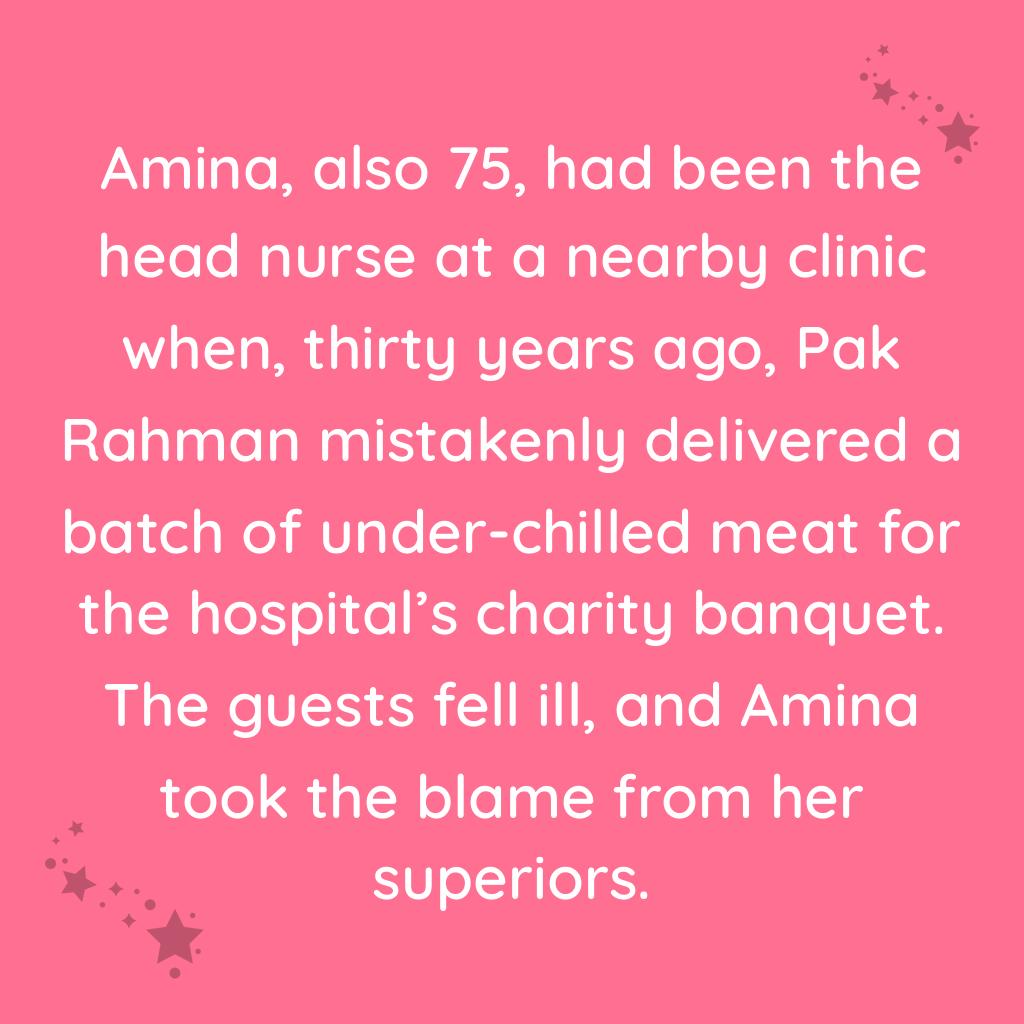 Amina, also 75, had been the
head nurse at a nearby clinic
when, thirty years ago, Pak
Rahman mistakenly delivered a
batch of under-chilled meat for
the hospital’s charity banquet.
The guests fell ill, and Amina
took the blame from her
superiors.